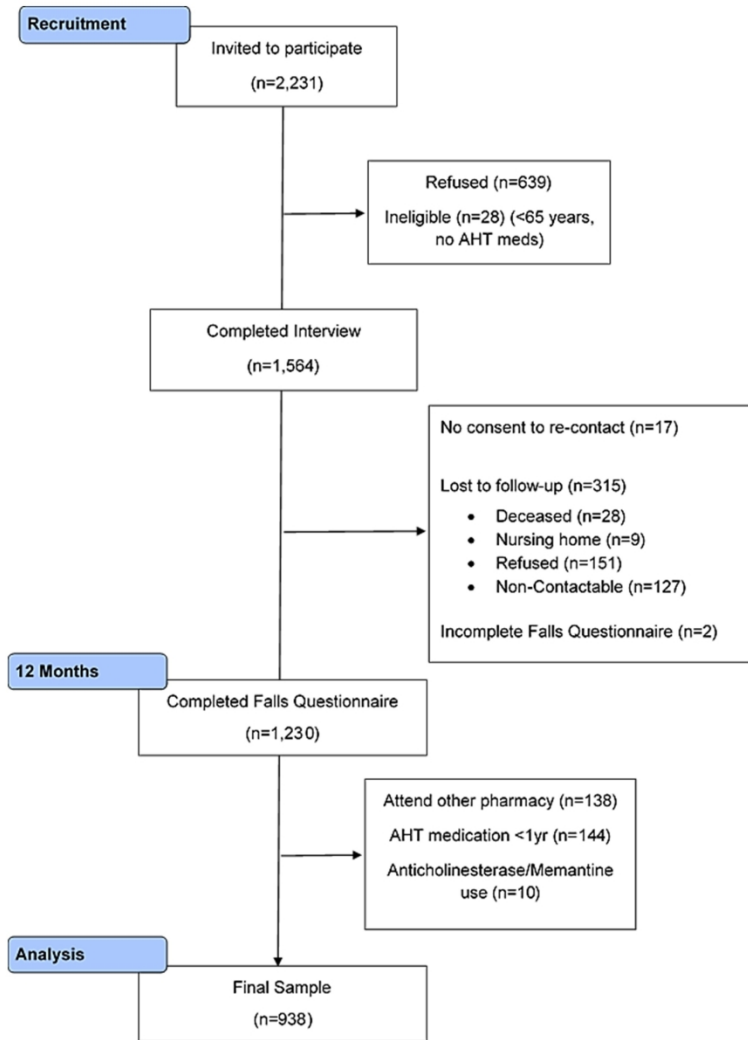 Recruitment
Invited to participate
(n=2,231)
Refused (n=639)
Ineligible (n=28) (<65 years,
no AHT meds)
Completed Interview
(n=1,564)
No consent to re-contact (n=17)
Lost to follow-up (n=315)
• Deceased (n=28)
• Nursing home (n=9)
• Refused (n=151)
• Non-Contactable (n=127)
Incomplete Falls Questionnaire (n=2)
12 Months
Completed Falls Questionnaire
(n=1,230)
Attend other pharmacy (n=138)
AHT medication <1yr (n=144)
Anticholinesterase/Memantine
use (n=10)
Analysis
Final Sample
(n=938)